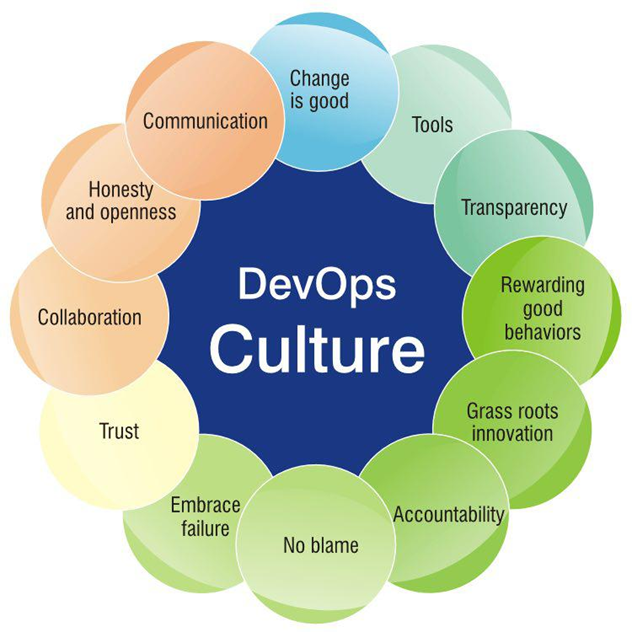 DevOps
Culture
Change
is good
Tools
Transparency
Rewarding
good
behaviors
Grass roots
innovation
Accountability
No blame
Embrace
failure
Trust
Collaboration
Honesty
and openness
Communication